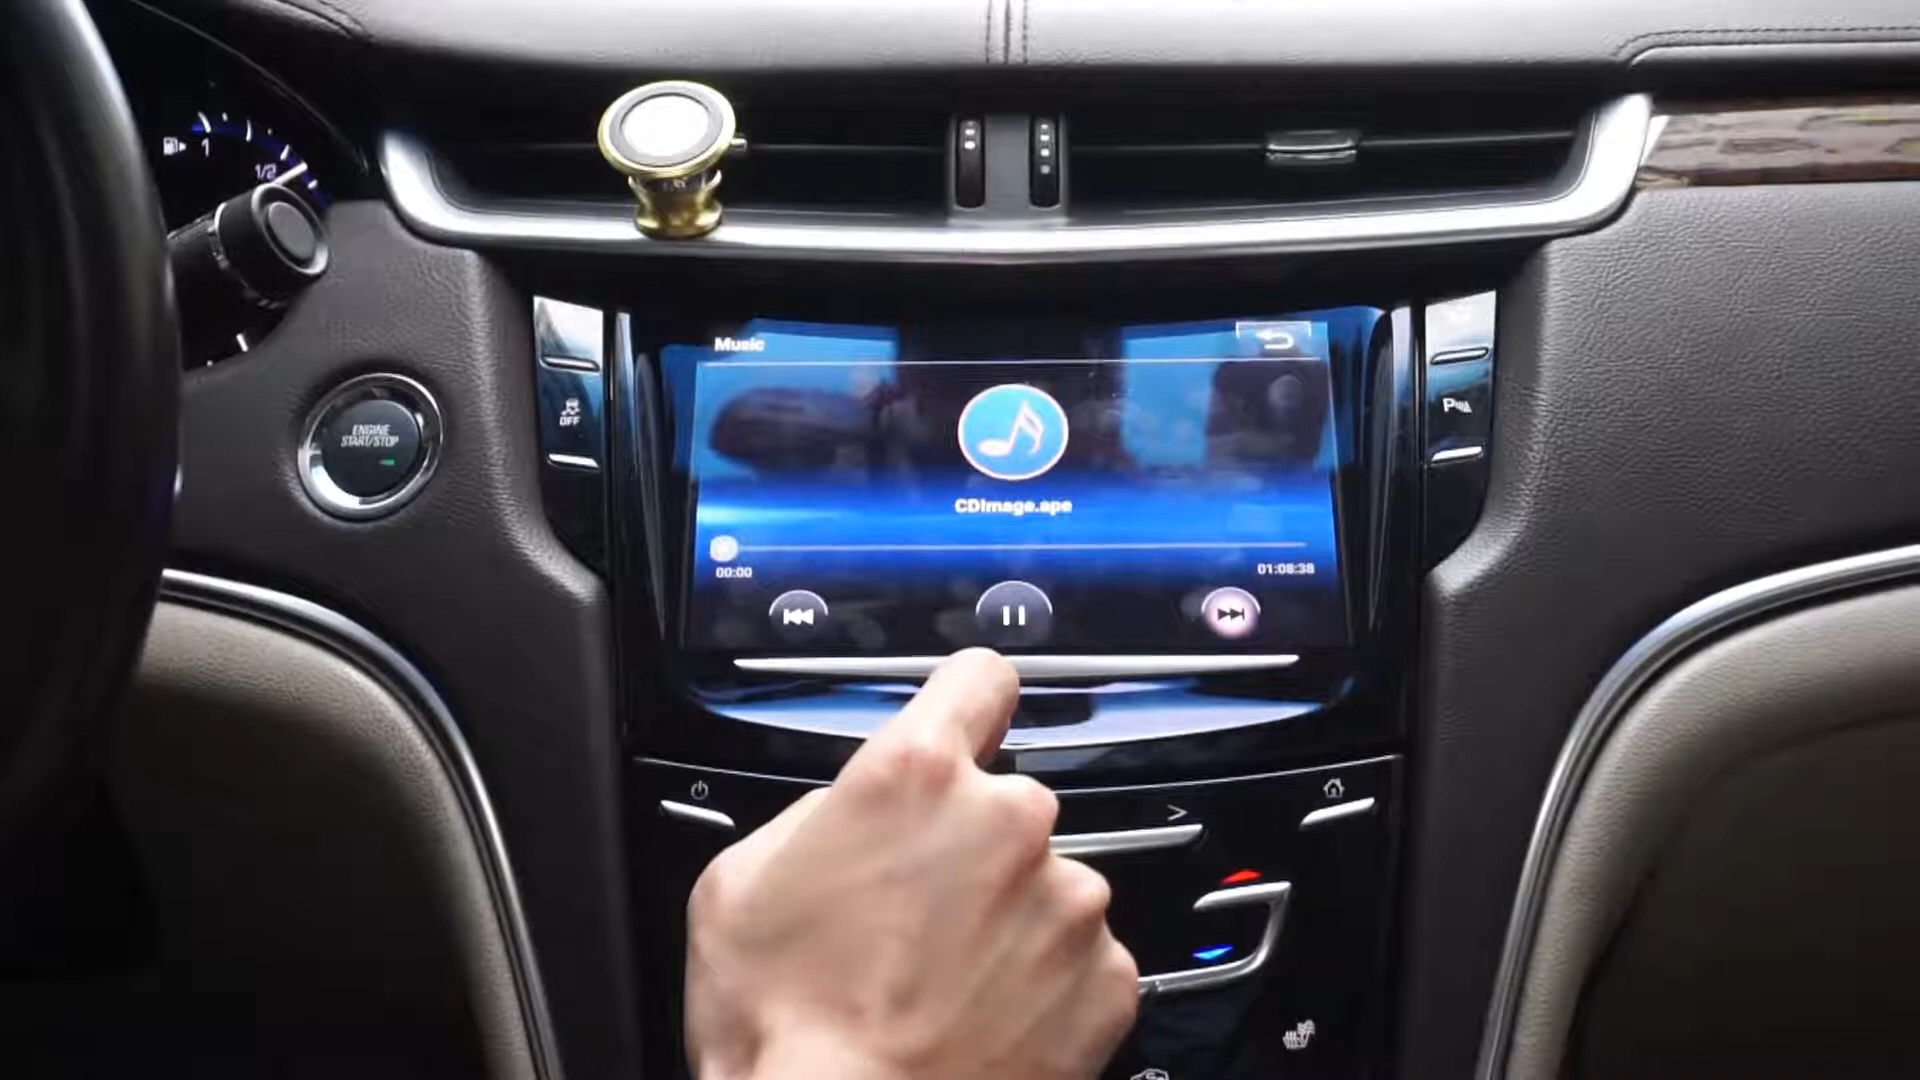 1
1/2
Music
ENGINE
START/STOP
OFF
P
CDImage.ape
00:00
01:08:38